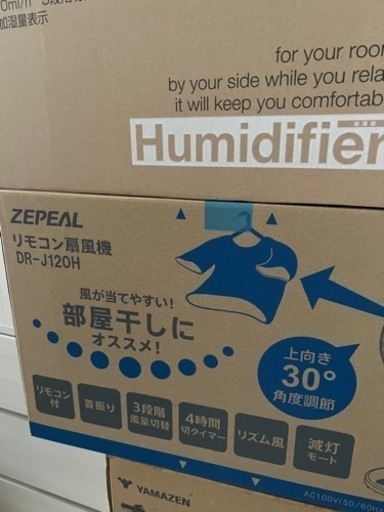 加湿量表示
for your room
by your side while you rela
it will keep you comfortab
Humidifier
ZEPEAL
リモコン扇風機
DR-J120H
風が当てやすい!
部屋干しに
オススメ!
上向き
30°
角度調節
リモコン
付
首振り
3段階
風量切替
4時間
切タイマー
リズム風
減灯
モード
AC100V(50/60H
YAMAZEN